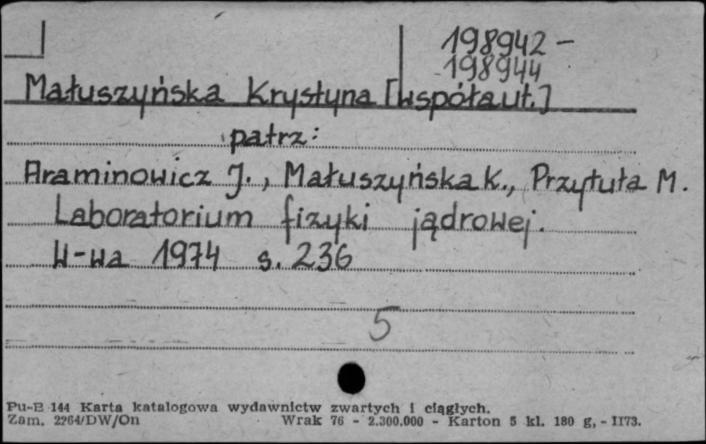 198942 -
198944
Małuszyńska Krystyna [współaut.]
patrz:
Araminowicz J., Małuszyńska K., Przytuła M.
Laboratorium fizyki jądrowej.
W-wa 1974 s. 236
5
Pu-B 144 Karta katalogowa wydawnictw zwartych i ciągłych.
Zam. 2264/DW/On Wrak 76 - 2.300.000 - Karton 5 kl. 180 g, - II73.